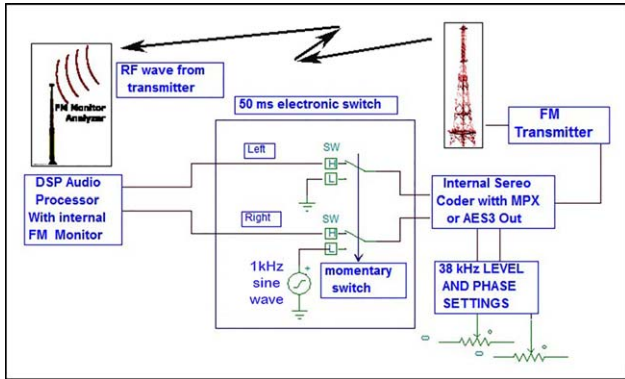 RF wave from
transmitter
FM Monitor
Analyzer
50 ms electronic switch
FM
Transmitter
Left
SW
H
L
DSP Audio
Processor
With internal
FM Monitor
Right
SW
H
L
Internal Sereo
Coder witth MPX
or AES3 Out
1kHz
sine
wave
momentary
switch
38 kHz LEVEL
AND PHASE
SETTINGS